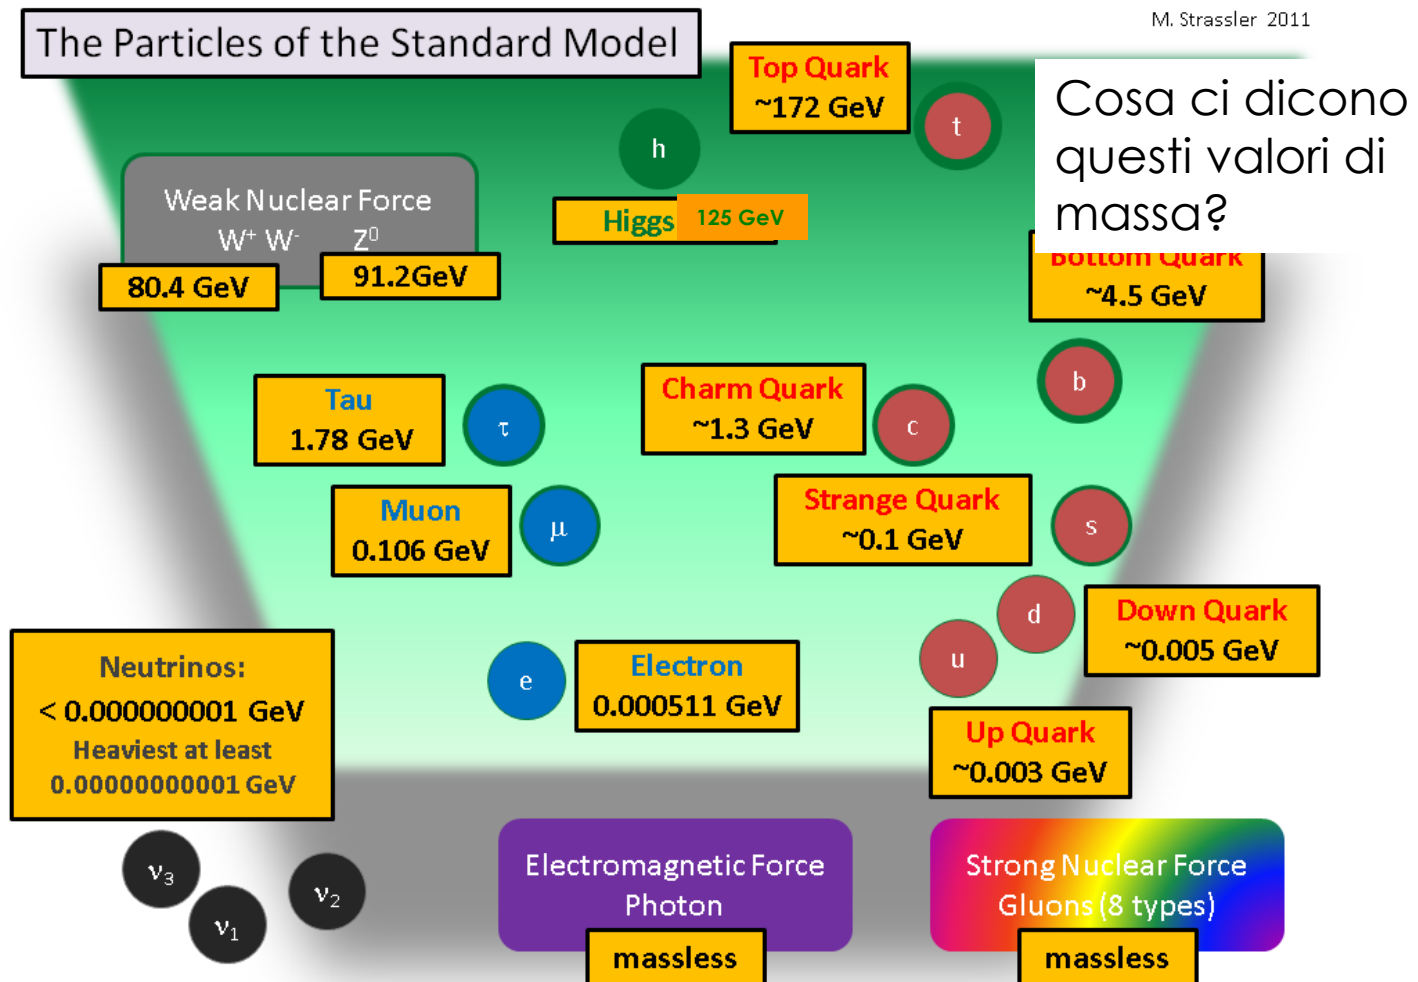 M. Strassler 2011
The Particles of the Standard Model
Cosa ci dicono
questi valori di
massa?
Top Quark
~172 GeV
t
h
Higgs 125 GeV
Weak Nuclear Force
W⁺ W⁻ Z⁰
80.4 GeV
91.2GeV
Bottom Quark
~4.5 GeV
b
Tau
1.78 GeV
τ
Charm Quark
~1.3 GeV
c
Muon
0.106 GeV
μ
Strange Quark
~0.1 GeV
s
d
Down Quark
~0.005 GeV
u
Up Quark
~0.003 GeV
e
Electron
0.000511 GeV
Neutrinos:
< 0.000000001 GeV
Heaviest at least
0.00000000001 GeV
ν₃
ν₁
ν₂
Electromagnetic Force
Photon
massless
Strong Nuclear Force
Gluons (8 types)
massless